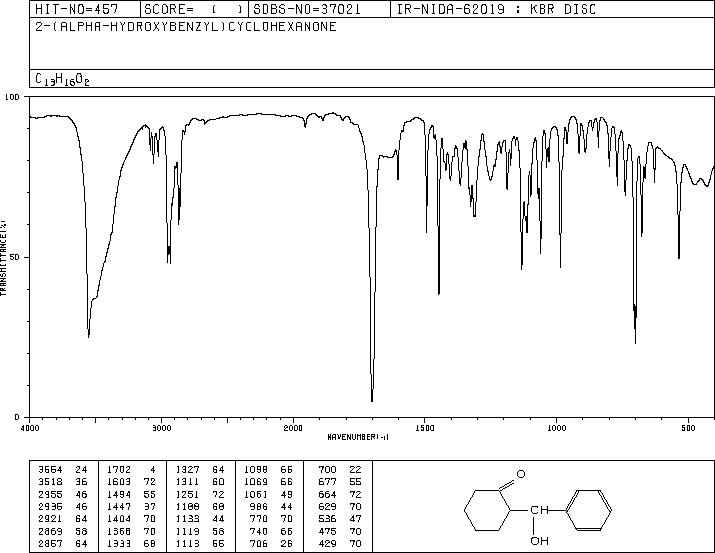 HIT-NO=457 SCORE= ( ) SDBS-NO=37021 IR-NIDA-62019 : KBR DISC
2-(ALPHA-HYDROXYBENZYL)CYCLOHEXANONE
C13H16O2
100
50
0
TRANSMITTANCE(%)
4000 3000 2000 1500 1000 500
WAVENUMBER(-1)
3554 24 1702 4 1327 64 1098 66 700 22
3518 36 1603 72 1311 60 1069 66 677 55
2955 46 1494 55 1251 72 1061 49 664 72
2935 46 1447 37 1188 68 986 44 629 70
2921 64 1404 70 1133 44 770 70 536 47
2869 58 1368 70 1119 58 740 66 475 70
2857 64 1333 68 1113 55 706 26 429 70
O
CH
OH